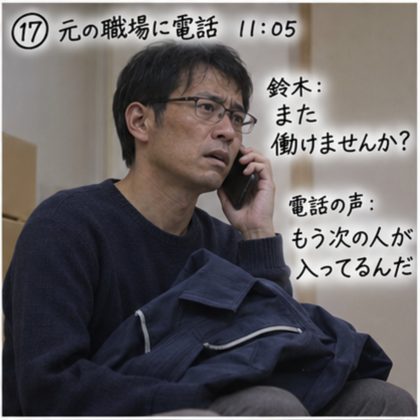 ⑰ 元の職場に電話 11:05
鈴木:
また
働けませんか?
電話の声:
もう次の人が
入ってるんだ